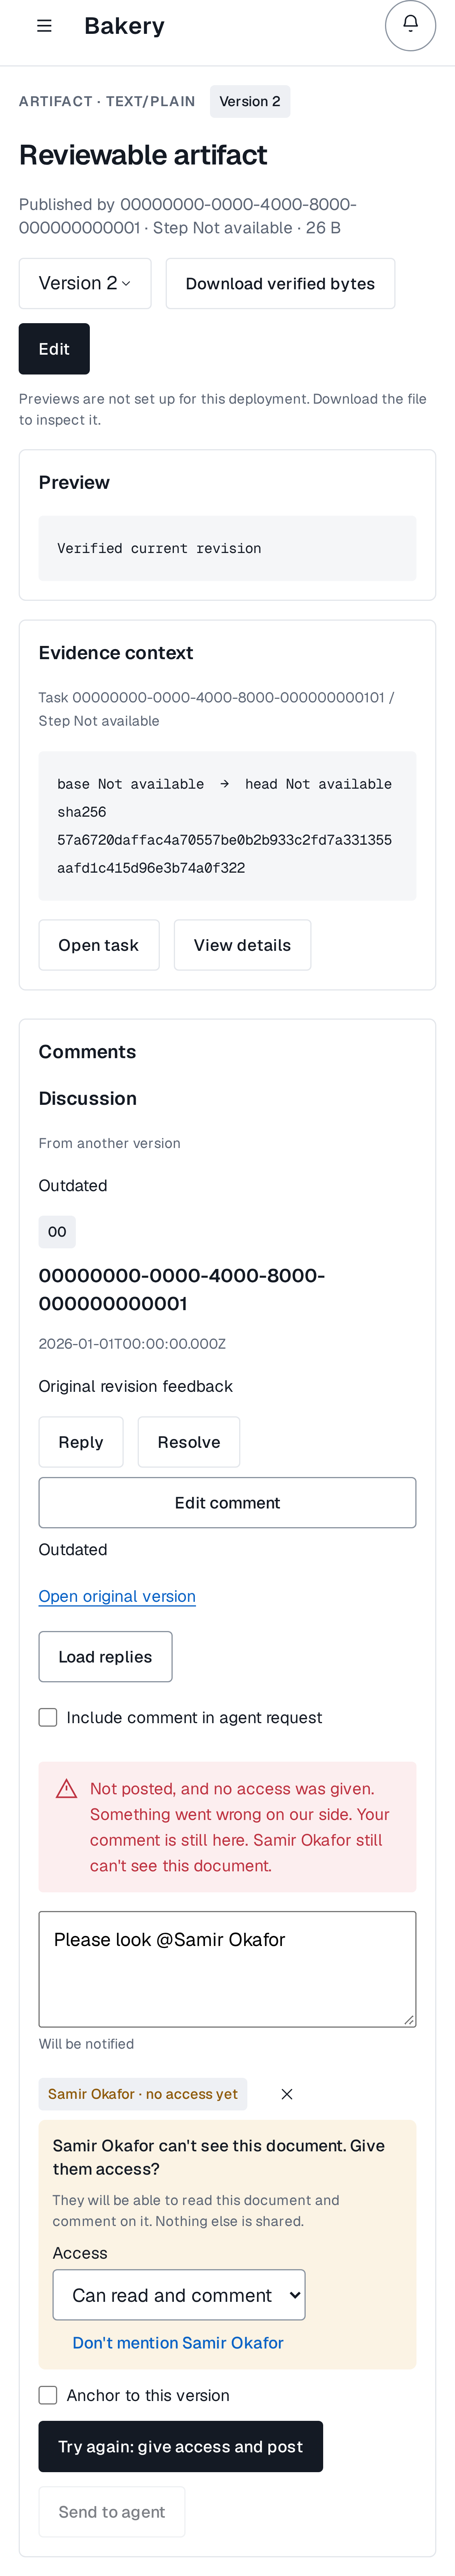 Bakery
ARTIFACT · TEXT/PLAIN Version 2
Reviewable artifact
Published by 00000000-0000-4000-8000-
000000000001 · Step Not available · 26 B
Version 2 Download verified bytes
Edit
Previews are not set up for this deployment. Download the file
to inspect it.
Preview
Verified current revision
Evidence context
Task 00000000-0000-4000-8000-000000000101 /
Step Not available
base Not available → head Not available
sha256
57a6720daffac4a70557be0b2b933c2fd7a331355
aafd1c415d96e3b74a0f322
Open task View details
Comments
Discussion
From another version
Outdated
00
00000000-0000-4000-8000-
000000000001
2026-01-01T00:00:00.000Z
Original revision feedback
Reply Resolve
Edit comment
Outdated
Open original version
Load replies
Include comment in agent request
Not posted, and no access was given.
Something went wrong on our side. Your
comment is still here. Samir Okafor still
can't see this document.
Please look @Samir Okafor
Will be notified
Samir Okafor · no access yet
Samir Okafor can't see this document. Give
them access?
They will be able to read this document and
comment on it. Nothing else is shared.
Access
Can read and comment
Don't mention Samir Okafor
Anchor to this version
Try again: give access and post
Send to agent